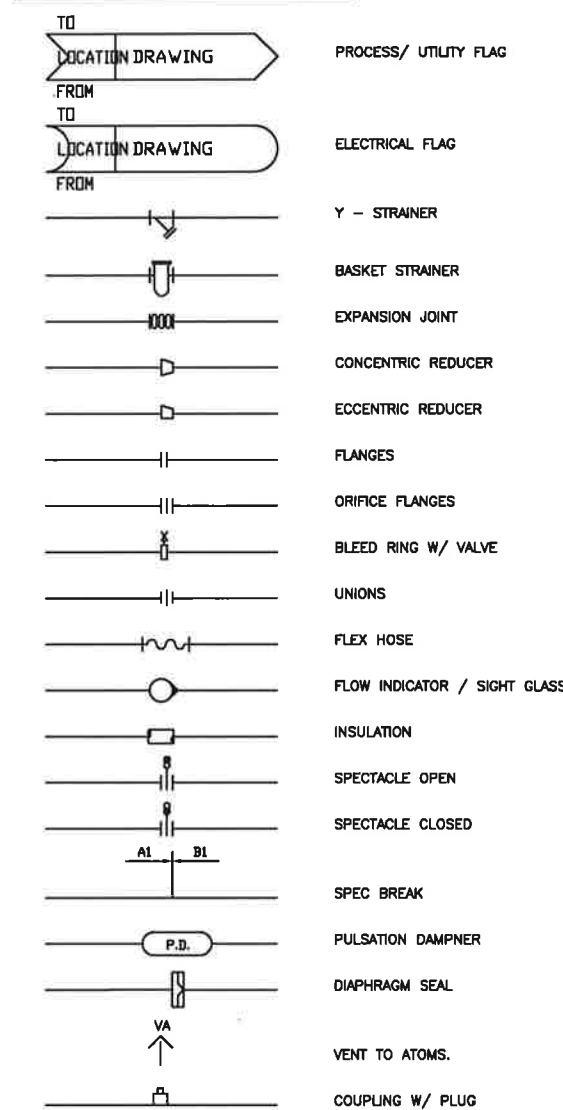 TO
LOCATION DRAWING PROCESS/ UTILITY FLAG
FROM
TO
LOCATION DRAWING ELECTRICAL FLAG
FROM
Y - STRAINER
BASKET STRAINER
EXPANSION JOINT
CONCENTRIC REDUCER
ECCENTRIC REDUCER
FLANGES
ORIFICE FLANGES
BLEED RING W/ VALVE
UNIONS
FLEX HOSE
FLOW INDICATOR / SIGHT GLASS
INSULATION
SPECTACLE OPEN
SPECTACLE CLOSED
A1 B1
SPEC BREAK
P.D. PULSATION DAMPNER
DIAPHRAGM SEAL
VA
VENT TO ATOMS.
COUPLING W/ PLUG